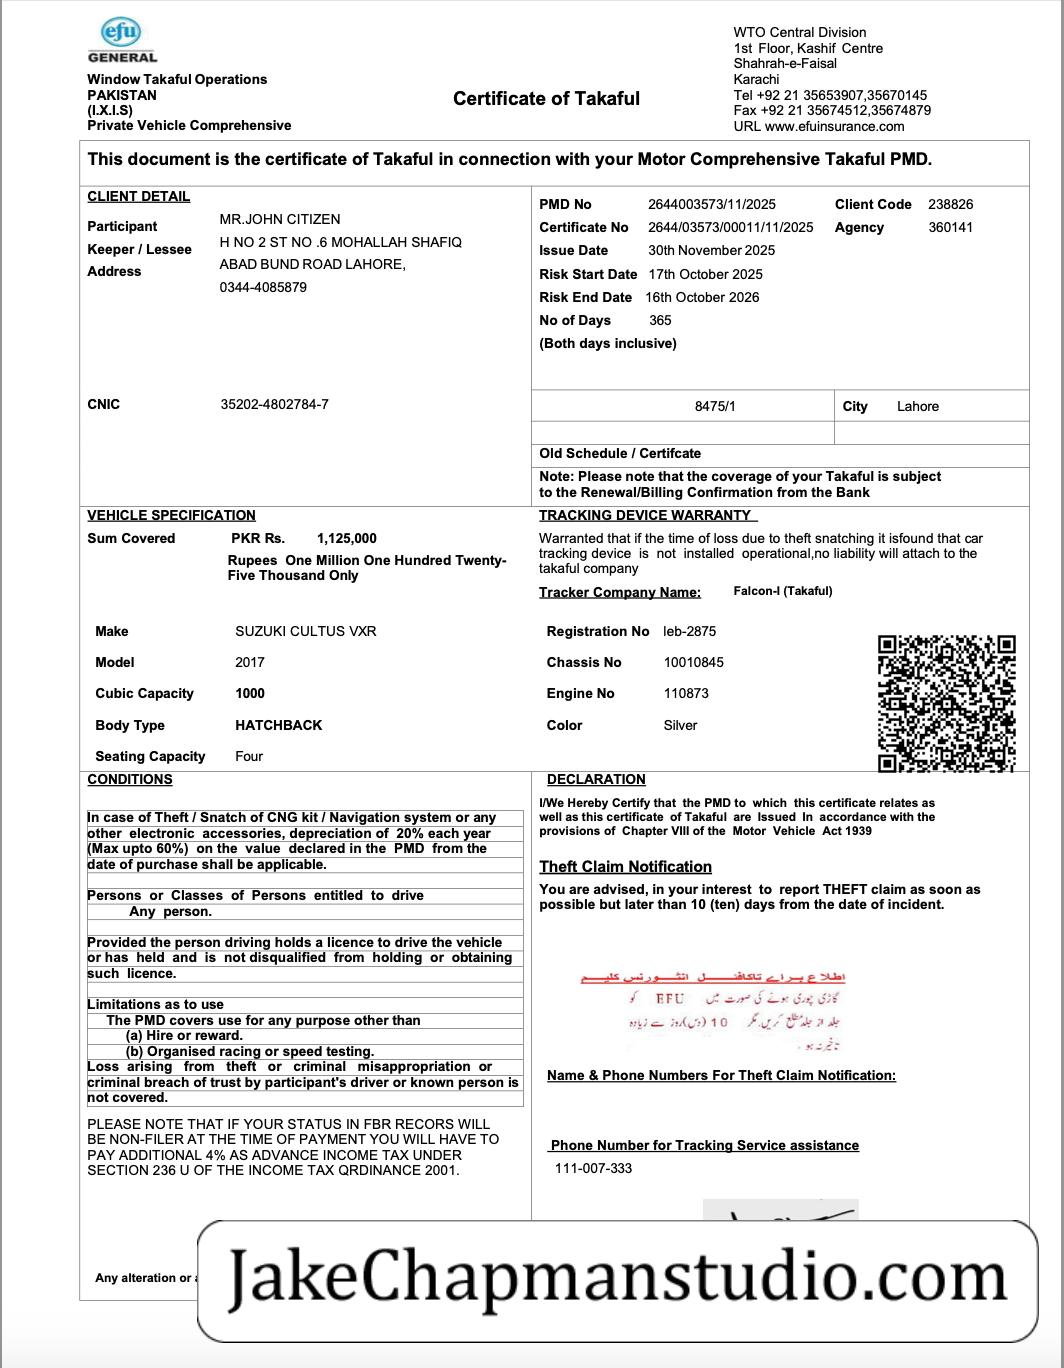 efu
GENERAL
Window Takaful Operations
PAKISTAN
(I.X.I.S)
Private Vehicle Comprehensive
Certificate of Takaful
WTO Central Division
1st Floor, Kashif Centre
Shahrah-e-Faisal
Karachi
Tel +92 21 35653907,35670145
Fax +92 21 35674512,35674879
URL www.efuinsurance.com
This document is the certificate of Takaful in connection with your Motor Comprehensive Takaful PMD.
CLIENT DETAIL
Participant MR.JOHN CITIZEN
Keeper / Lessee H NO 2 ST NO .6 MOHALLAH SHAFIQ
Address ABAD BUND ROAD LAHORE,
0344-4085879
CNIC 35202-4802784-7
PMD No 2644003573/11/2025 Client Code 238826
Certificate No 2644/03573/00011/11/2025 Agency 360141
Issue Date 30th November 2025
Risk Start Date 17th October 2025
Risk End Date 16th October 2026
No of Days 365
(Both days inclusive)
8475/1 City Lahore
Old Schedule / Certifcate
Note: Please note that the coverage of your Takaful is subject
to the Renewal/Billing Confirmation from the Bank
VEHICLE SPECIFICATION
Sum Covered PKR Rs. 1,125,000
Rupees One Million One Hundred Twenty-
Five Thousand Only
Make SUZUKI CULTUS VXR
Model 2017
Cubic Capacity 1000
Body Type HATCHBACK
Seating Capacity Four
TRACKING DEVICE WARRANTY
Warranted that if the time of loss due to theft snatching it isfound that car
tracking device is not installed operational,no liability will attach to the
takaful company
Tracker Company Name: Falcon-I (Takaful)
Registration No leb-2875
Chassis No 10010845
Engine No 110873
Color Silver
CONDITIONS
In case of Theft / Snatch of CNG kit / Navigation system or any
other electronic accessories, depreciation of 20% each year
(Max upto 60%) on the value declared in the PMD from the
date of purchase shall be applicable.
Persons or Classes of Persons entitled to drive
Any person.
Provided the person driving holds a licence to drive the vehicle
or has held and is not disqualified from holding or obtaining
such licence.
Limitations as to use
The PMD covers use for any purpose other than
(a) Hire or reward.
(b) Organised racing or speed testing.
Loss arising from theft or criminal misappropriation or
criminal breach of trust by participant's driver or known person is
not covered.
PLEASE NOTE THAT IF YOUR STATUS IN FBR RECORS WILL
BE NON-FILER AT THE TIME OF PAYMENT YOU WILL HAVE TO
PAY ADDITIONAL 4% AS ADVANCE INCOME TAX UNDER
SECTION 236 U OF THE INCOME TAX QRDINANCE 2001.
Any alteration or
DECLARATION
I/We Hereby Certify that the PMD to which this certificate relates as
well as this certificate of Takaful are Issued In accordance with the
provisions of Chapter VIII of the Motor Vehicle Act 1939
Theft Claim Notification
You are advised, in your interest to report THEFT claim as soon as
possible but later than 10 (ten) days from the date of incident.
اطلاع براے تاکافل انشورنس کلیم
گاڑی چوری ہونے کی صورت میں EFU کو
جلد از جلد مطلع کریں۔ مگر 10 (دس) روز سے زیادہ
تاخیر نہ ہو۔
Name & Phone Numbers For Theft Claim Notification:
Phone Number for Tracking Service assistance
111-007-333
JakeChapmanstudio.com